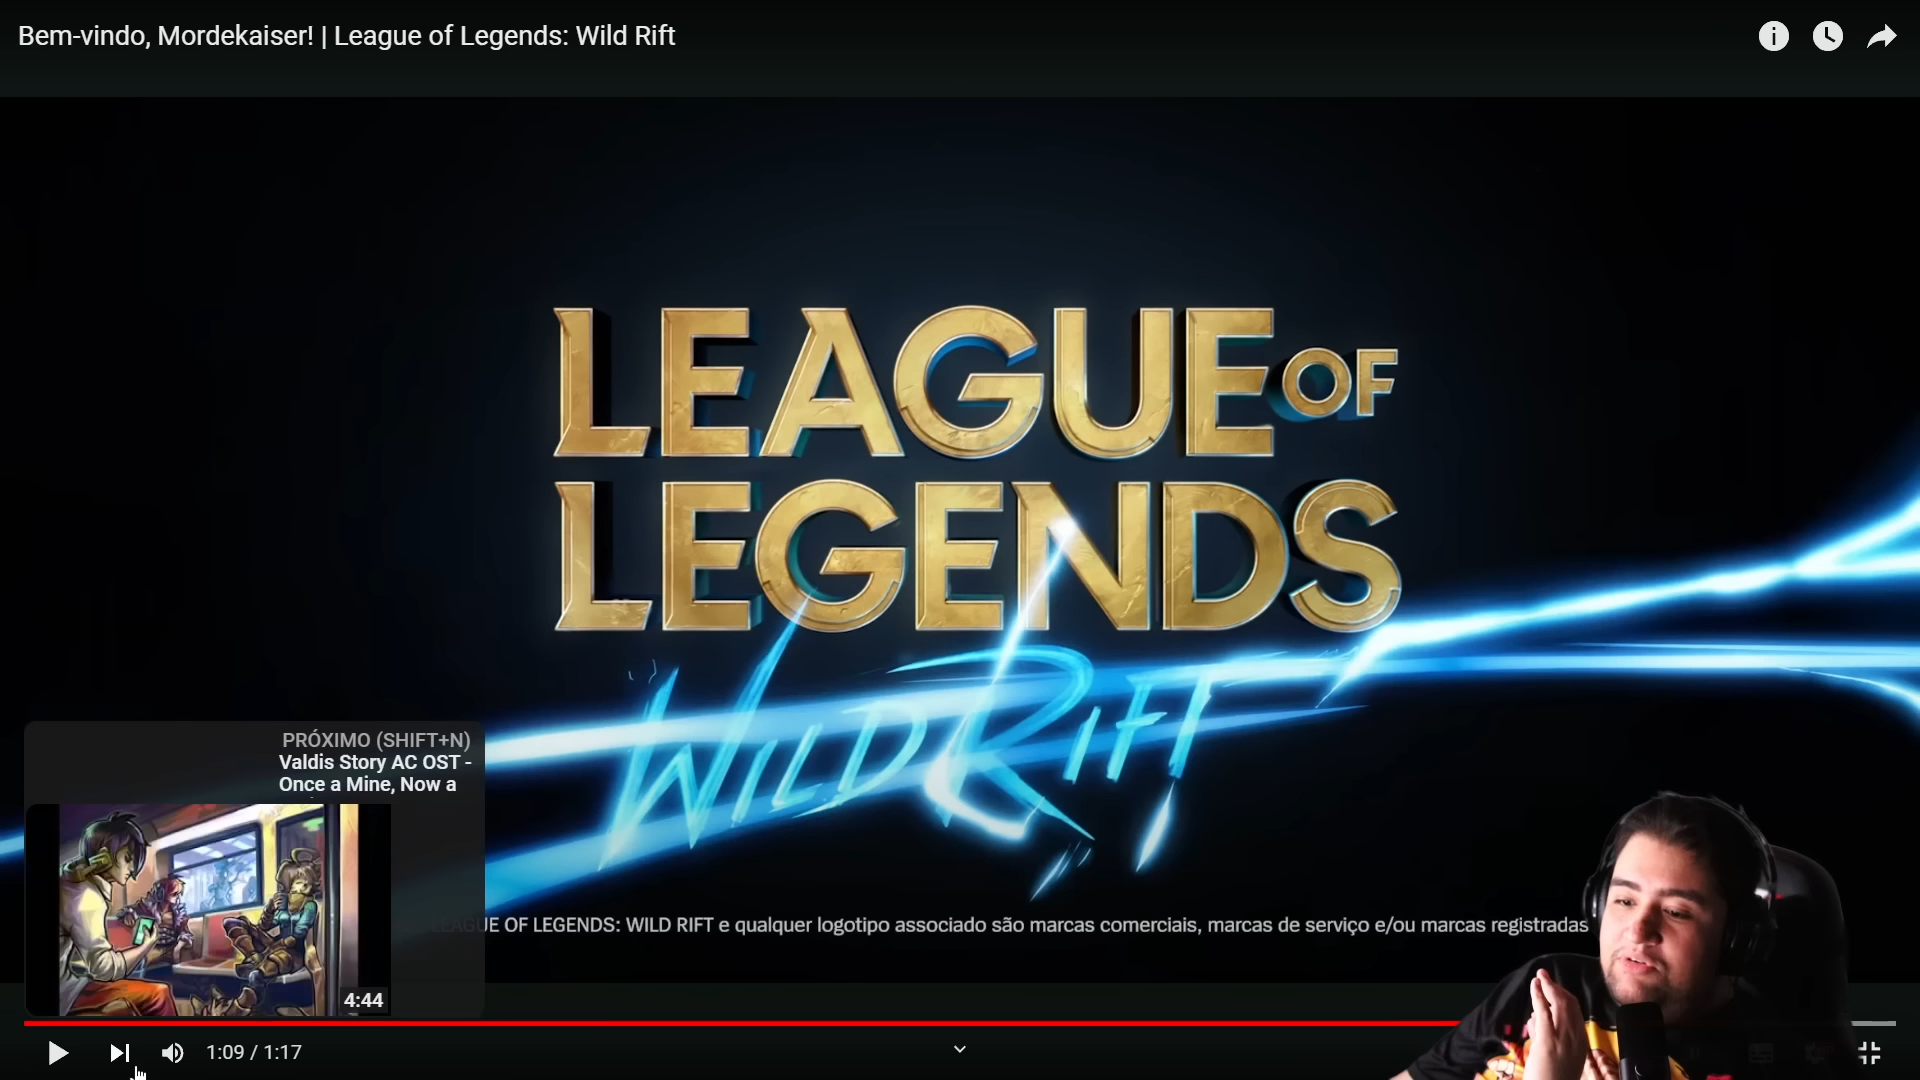 Bem-vindo, Mordekaiser! | League of Legends: Wild Rift
LEAGUE OF
LEGENDS
WILD RIFT
PRÓXIMO (SHIFT+N)
Valdis Story AC OST -
Once a Mine, Now a
4:44
LEAGUE OF LEGENDS: WILD RIFT e qualquer logotipo associado são marcas comerciais, marcas de serviço e/ou marcas registradas
1:09 / 1:17